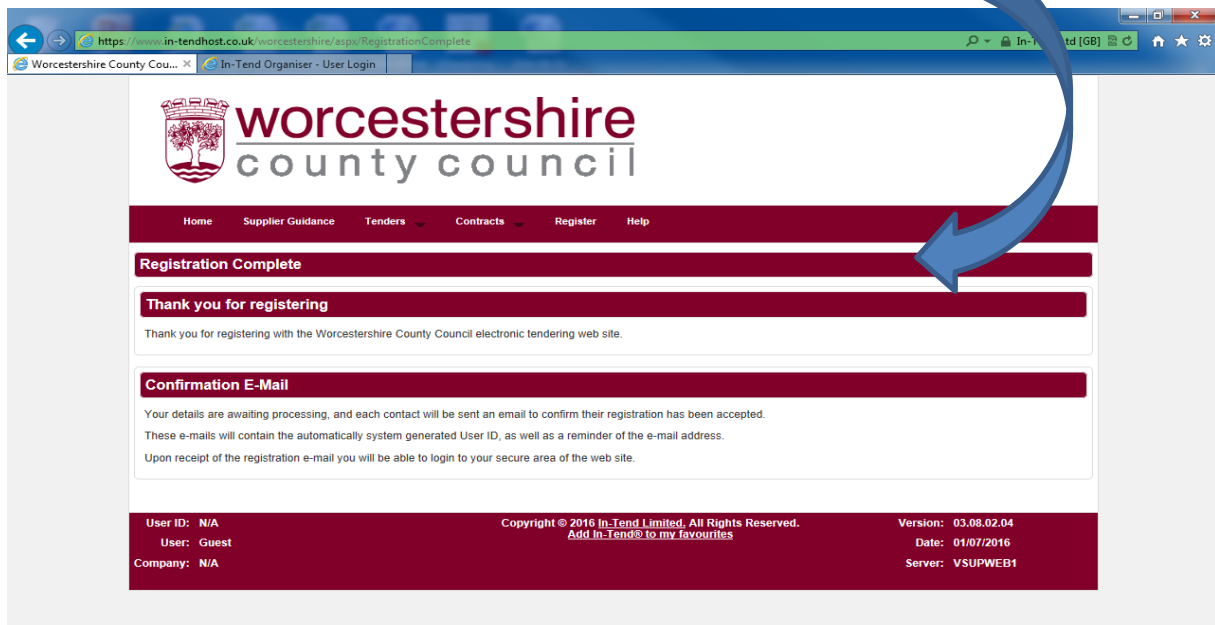 https://www.in-tendhost.co.uk/worcestershire/aspx/RegistrationComplete
Worcestershire County Cou... × In-Tend Organiser - User Login
worcestershire
county council
Home Supplier Guidance Tenders Contracts Register Help
Registration Complete
Thank you for registering
Thank you for registering with the Worcestershire County Council electronic tendering web site.
Confirmation E-Mail
Your details are awaiting processing, and each contact will be sent an email to confirm their registration has been accepted.
These e-mails will contain the automatically system generated User ID, as well as a reminder of the e-mail address.
Upon receipt of the registration e-mail you will be able to login to your secure area of the web site.
User ID: N/A Copyright © 2016 In-Tend Limited. All Rights Reserved. Version: 03.08.02.04
User: Guest Add In-Tend® to my favourites Date: 01/07/2016
Company: N/A Server: VSUPWEB1